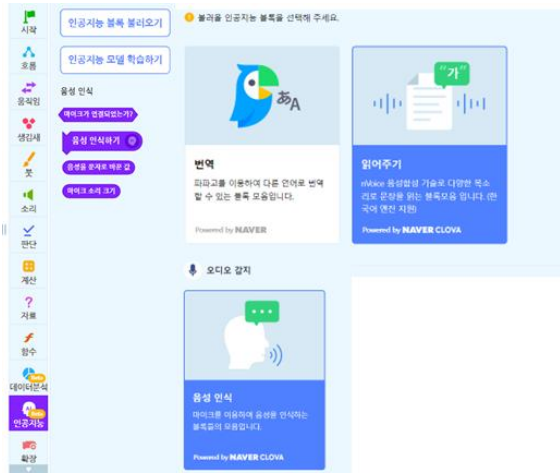 시작
흐름
움직임
생김새
붓
소리
판단
계산
자료
함수
데이터분석
Beta
인공지능
Beta
확장
인공지능 블록 불러오기
인공지능 모델 학습하기
음성 인식
마이크가 연결되었는가?
음성 인식하기
음성을 문자로 바꾼 값
마이크 소리 크기
불러올 인공지능 블록을 선택해 주세요.
あA
번역
파파고를 이용하여 다른 언어로 번역
할 수 있는 블록 모음입니다.
Powered by NAVER
"가"
읽어주기
nVoice 음성합성 기술로 다양한 목소
리로 문장을 읽는 블록모음 입니다. (한
국어 엔진 지원)
Powered by NAVER CLOVA
오디오 감지
음성 인식
마이크를 이용하여 음성을 인식하는
블록들의 모음입니다.
Powered by NAVER CLOVA